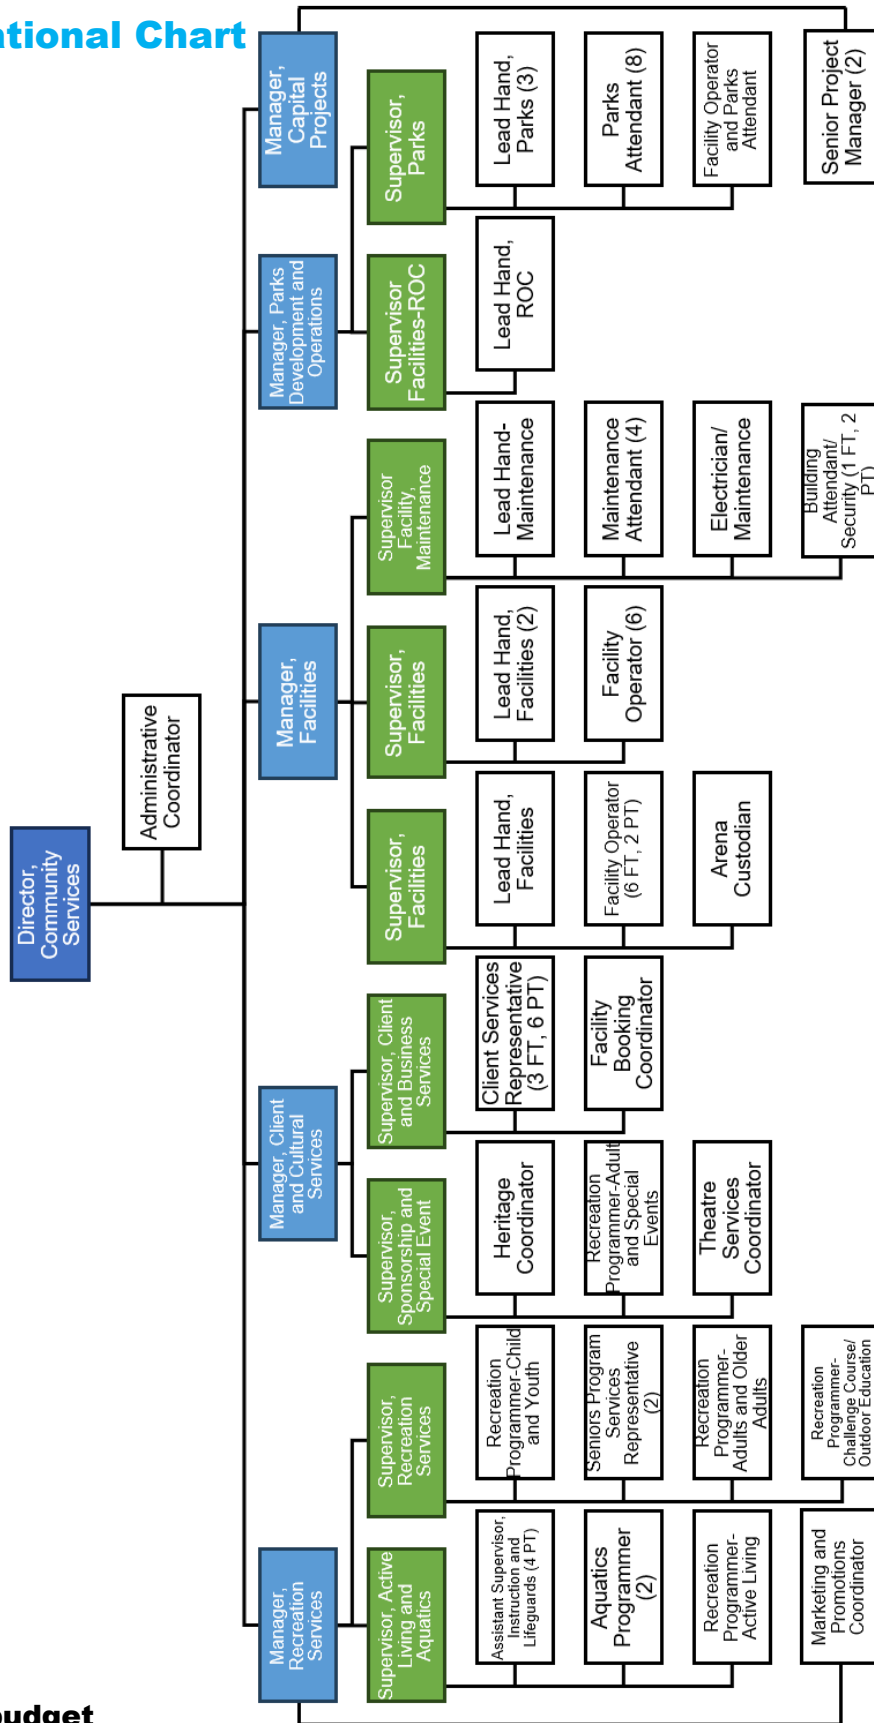 ational Chart
Director,
Community
Services
Administrative
Coordinator
Manager,
Recreation
Services
Manager, Client
and Cultural
Services
Manager,
Facilities
Manager, Parks
Development and
Operations
Manager,
Capital
Projects
Supervisor, Active
Living and
Aquatics
Supervisor,
Recreation
Services
Supervisor,
Sponsorship and
Special Event
Supervisor, Client
and Business
Services
Supervisor,
Facilities
Supervisor,
Facilities
Supervisor
Facility,
Maintenance
Supervisor
Facilities-ROC
Supervisor,
Parks
Assistant Supervisor,
Instruction and
Lifeguards (4 PT)
Recreation
Programmer-Child
and Youth
Heritage
Coordinator
Client Services
Representative
(3 FT, 6 PT)
Lead Hand,
Facilities
Lead Hand,
Facilities (2)
Lead Hand-
Maintenance
Lead Hand,
ROC
Lead Hand,
Parks (3)
Aquatics
Programmer
(2)
Seniors Program
Services
Representative
(2)
Recreation
Programmer-Adult
and Special
Events
Facility
Booking
Coordinator
Facility Operator
(6 FT, 2 PT)
Facility
Operator (6)
Maintenance
Attendant (4)
Parks
Attendant (8)
Recreation
Programmer-
Active Living
Recreation
Programmer-
Adults and Older
Adults
Theatre
Services
Coordinator
Arena
Custodian
Electrician/
Maintenance
Facility Operator
and Parks
Attendant
Marketing and
Promotions
Coordinator
Recreation
Programmer-
Challenge Course/
Outdoor Education
Building
Attendant/
Security (1 FT, 2
PT)
Senior Project
Manager (2)
budget